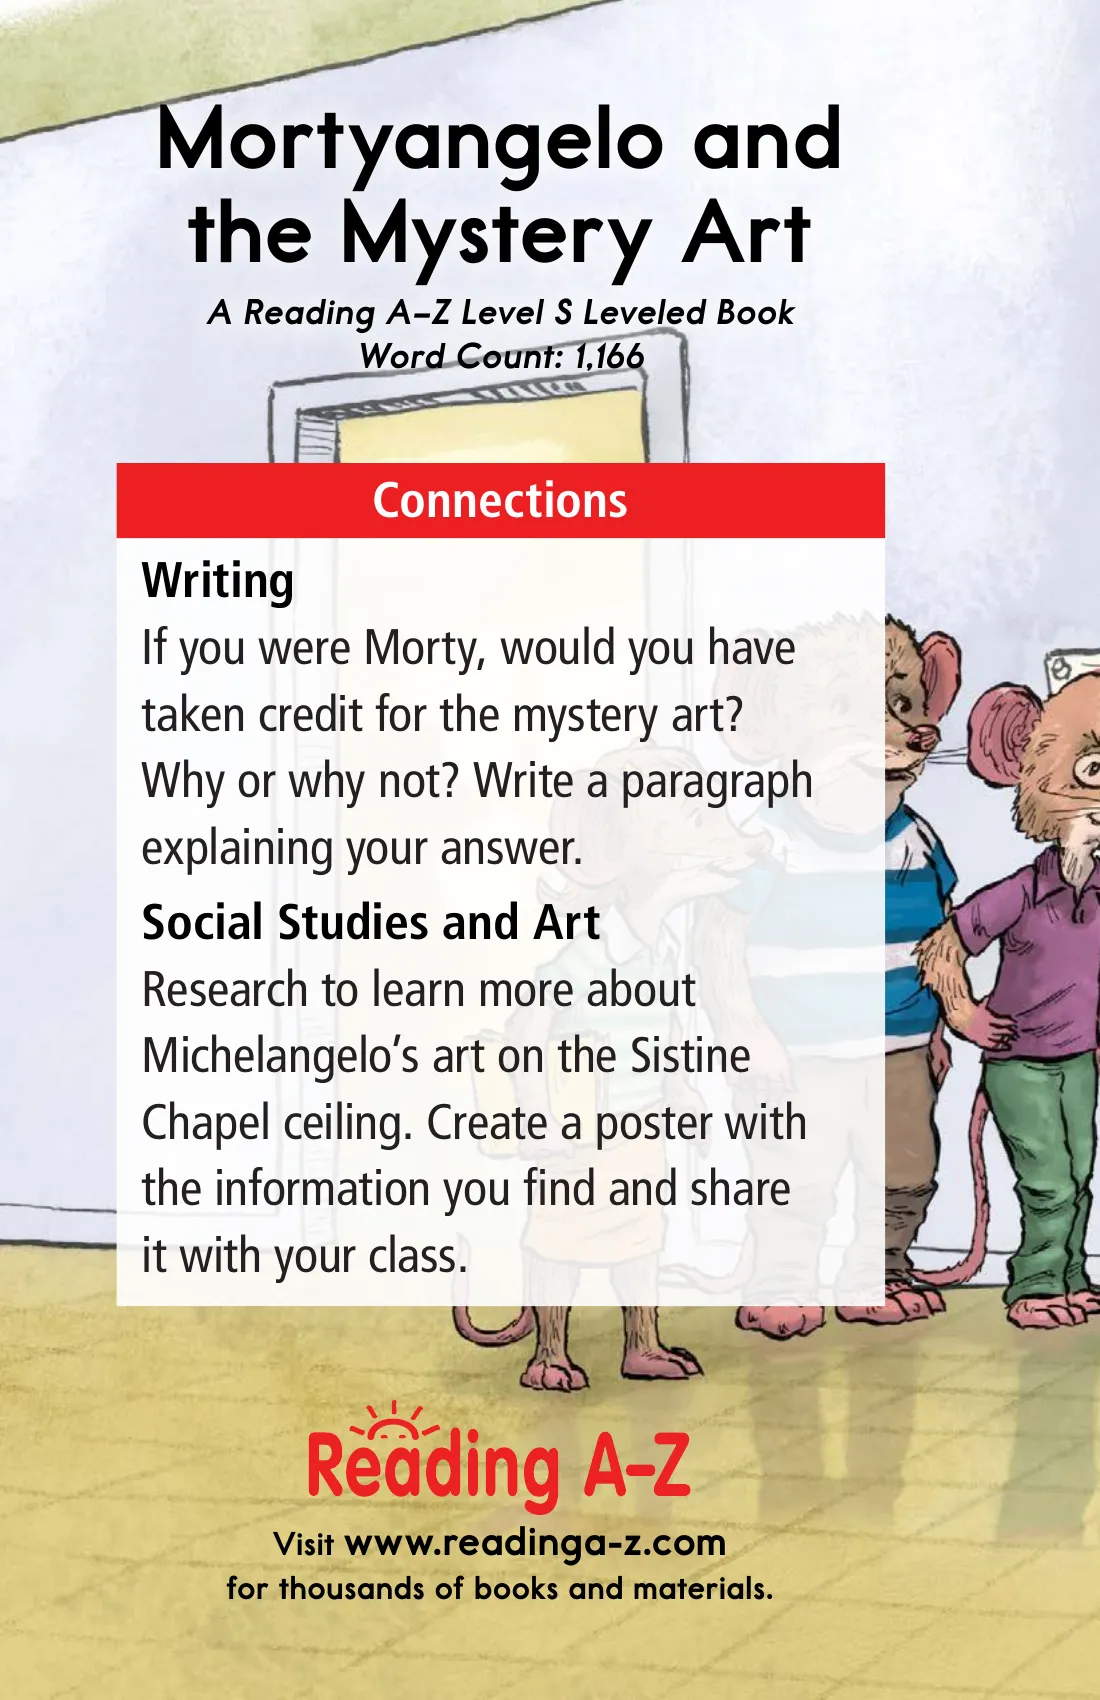 Mortyangelo and
the Mystery Art
A Reading A–Z Level S Leveled Book
Word Count: 1,166
Connections
Writing
If you were Morty, would you have
taken credit for the mystery art?
Why or why not? Write a paragraph
explaining your answer.
Social Studies and Art
Research to learn more about
Michelangelo’s art on the Sistine
Chapel ceiling. Create a poster with
the information you find and share
it with your class.
Reading A–Z
Visit www.readinga-z.com
for thousands of books and materials.